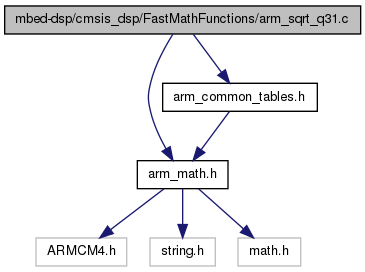 mbed-dsp/cmsis_dsp/FastMathFunctions/arm_sqrt_q31.c
arm_common_tables.h
arm_math.h
ARMCM4.h
string.h
math.h